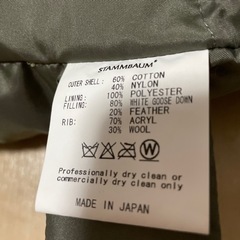 STAMMBAUM
OUTER SHELL: 60% COTTON
40% NYLON
LINING: 100% POLYESTER
FILLING: 80% WHITE GOOSE DOWN
20% FEATHER
RIB: 70% ACRYL
30% WOOL
W
Professionally dry clean or
commercially dry clean only
MADE IN JAPAN